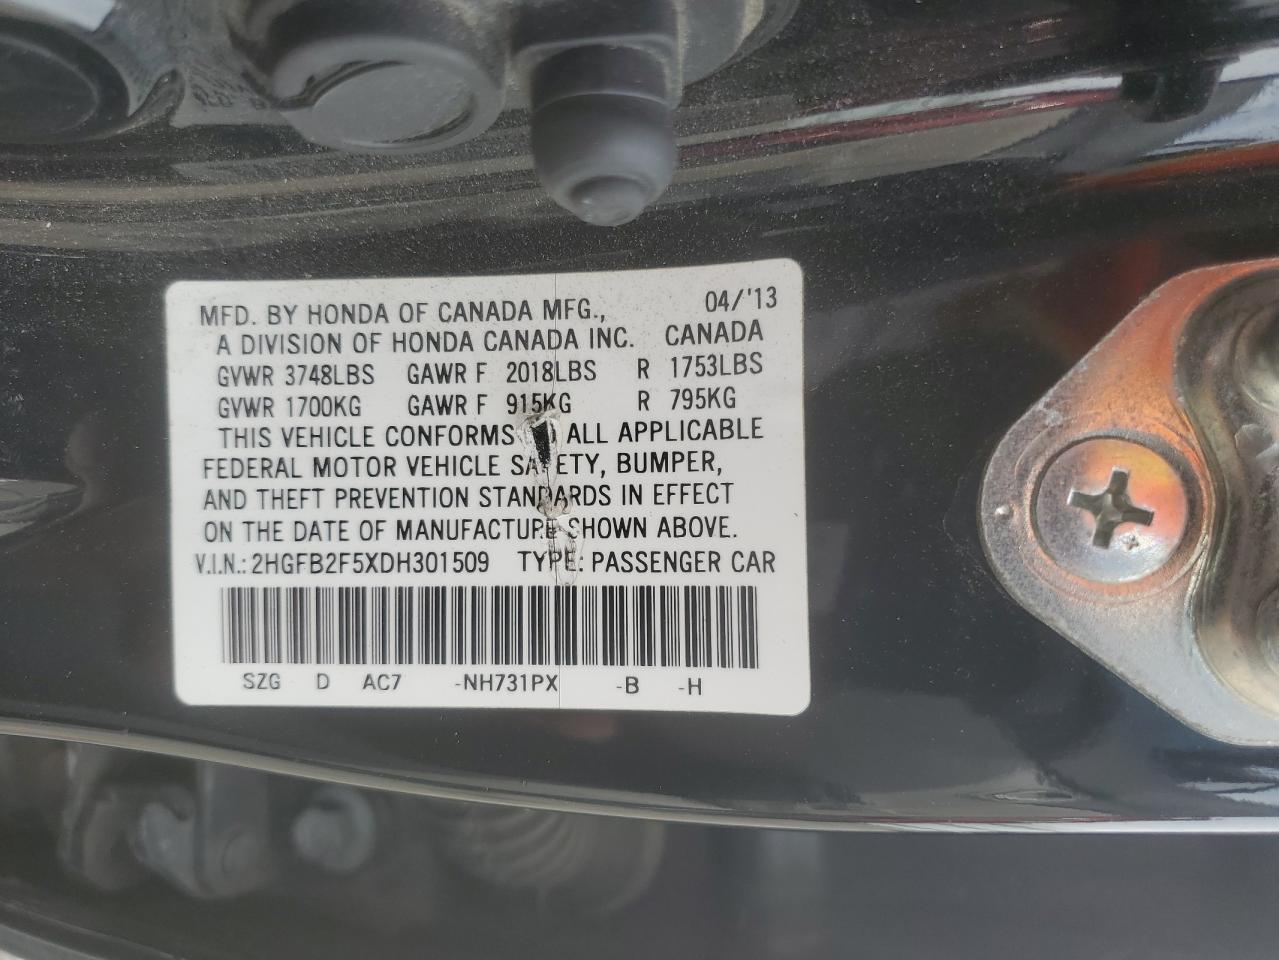 MFD. BY HONDA OF CANADA MFG., 04/'13
A DIVISION OF HONDA CANADA INC. CANADA
GVWR 3748LBS GAWR F 2018LBS R 1753LBS
GVWR 1700KG GAWR F 915KG R 795KG
THIS VEHICLE CONFORMS ALL APPLICABLE
FEDERAL MOTOR VEHICLE SAFETY, BUMPER,
AND THEFT PREVENTION STANDARDS IN EFFECT
ON THE DATE OF MANUFACTURE SHOWN ABOVE.
V.I.N.: 2HGFB2F5XDH301509 TYPE: PASSENGER CAR
SZG D AC7 -NH731PX -B -H